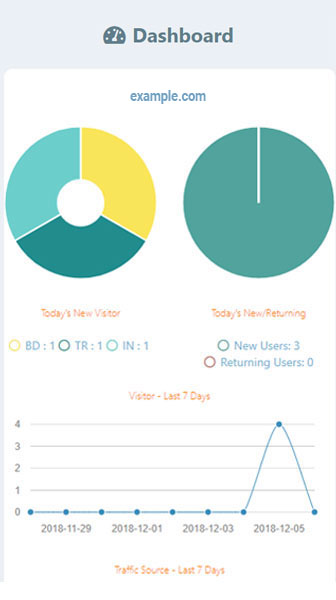 Dashboard
example.com
Today's New Visitor
Today's New/Returning
BD : 1 TR : 1 IN : 1
New Users: 3
Returning Users: 0
Visitor - Last 7 Days
4
3
2
1
0
2018-11-29 2018-12-01 2018-12-03 2018-12-05
Traffic Source - Last 7 Days